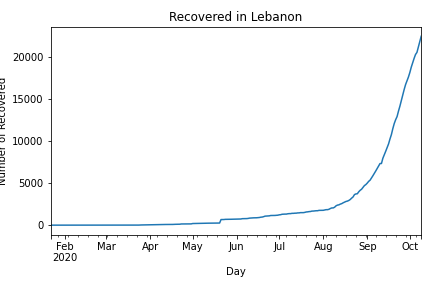 Recovered in Lebanon
Number of Recovered
20000
15000
10000
5000
0
Feb Mar Apr May Jun Jul Aug Sep Oct
2020
Day